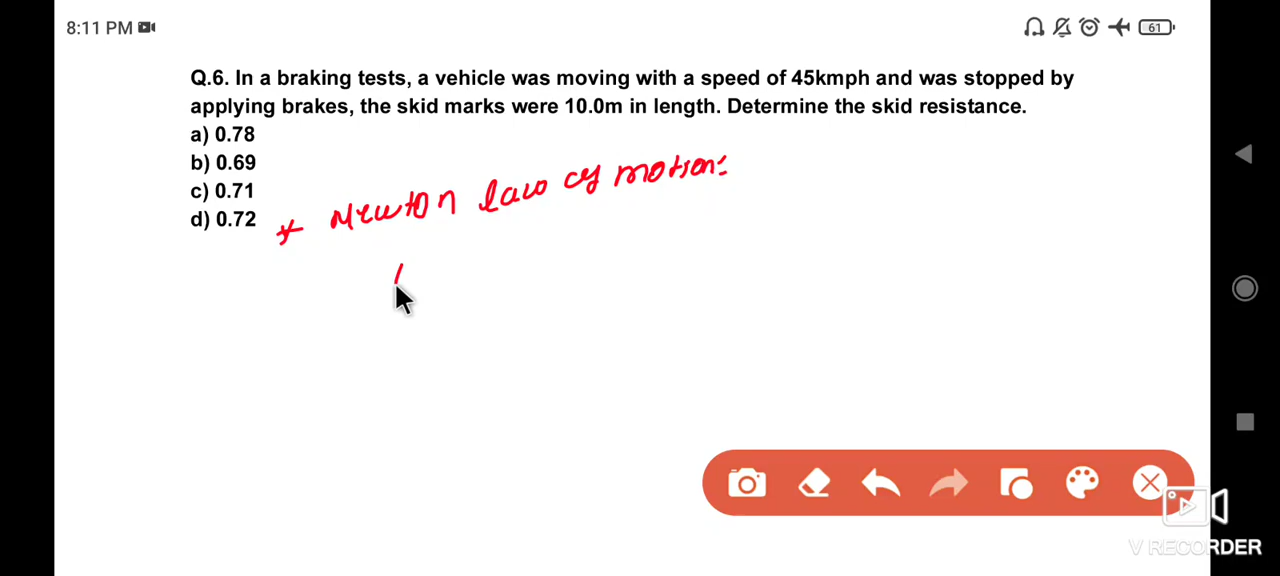 8:11 PM
61
Q.6. In a braking tests, a vehicle was moving with a speed of 45kmph and was stopped by
applying brakes, the skid marks were 10.0m in length. Determine the skid resistance.
a) 0.78
b) 0.69
c) 0.71
d) 0.72
* Newton law of motion:
V RECORDER